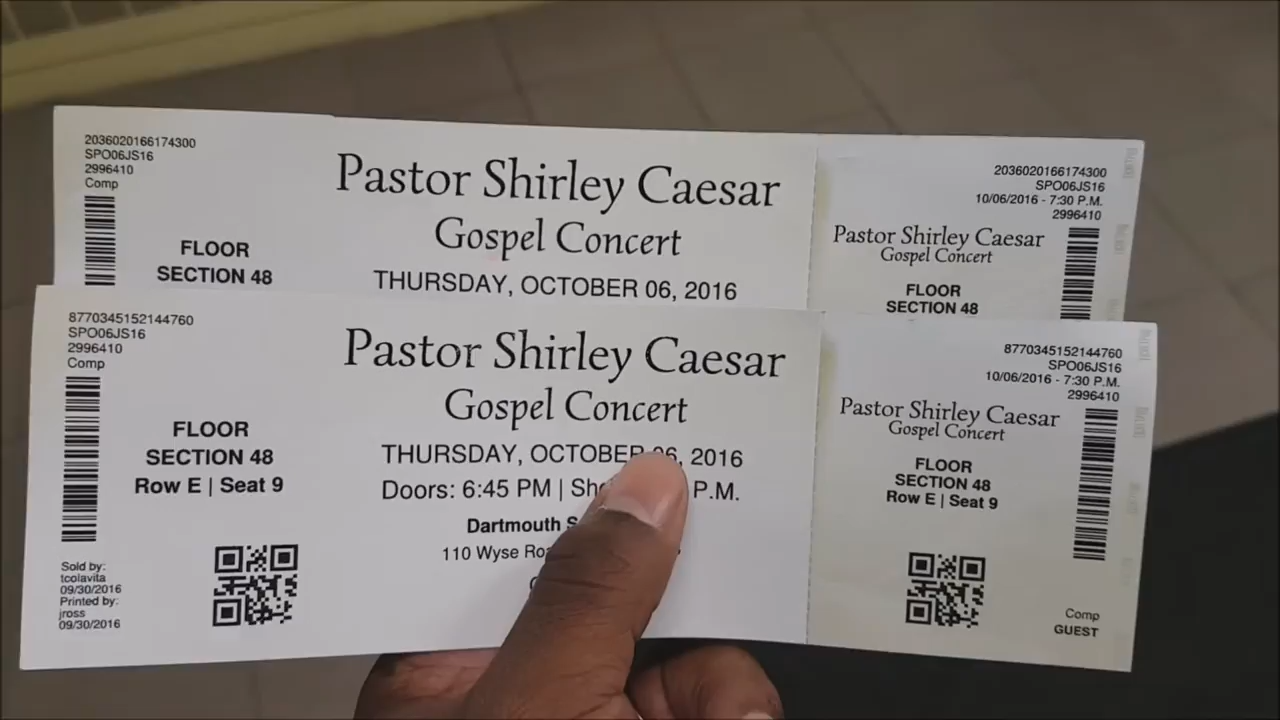 2036020166174300
SPO06JS16
2996410
Comp
FLOOR
SECTION 48
Pastor Shirley Caesar
Gospel Concert
THURSDAY, OCTOBER 06, 2016
2036020166174300
SPO06JS16
10/06/2016 - 7:30 P.M.
2996410
Pastor Shirley Caesar
Gospel Concert
FLOOR
SECTION 48
8770345152144760
SPO06JS16
2996410
Comp
FLOOR
SECTION 48
Row E | Seat 9
Sold by:
tcolavita
09/30/2016
Printed by:
jross
09/30/2016
Pastor Shirley Caesar
Gospel Concert
THURSDAY, OCTOBER 06, 2016
Doors: 6:45 PM | P.M.
Dartmouth
110 Wyse
8770345152144760
SPO06JS16
10/06/2016 - 7:30 P.M.
2996410
Pastor Shirley Caesar
Gospel Concert
FLOOR
SECTION 48
Row E | Seat 9
Comp
GUEST